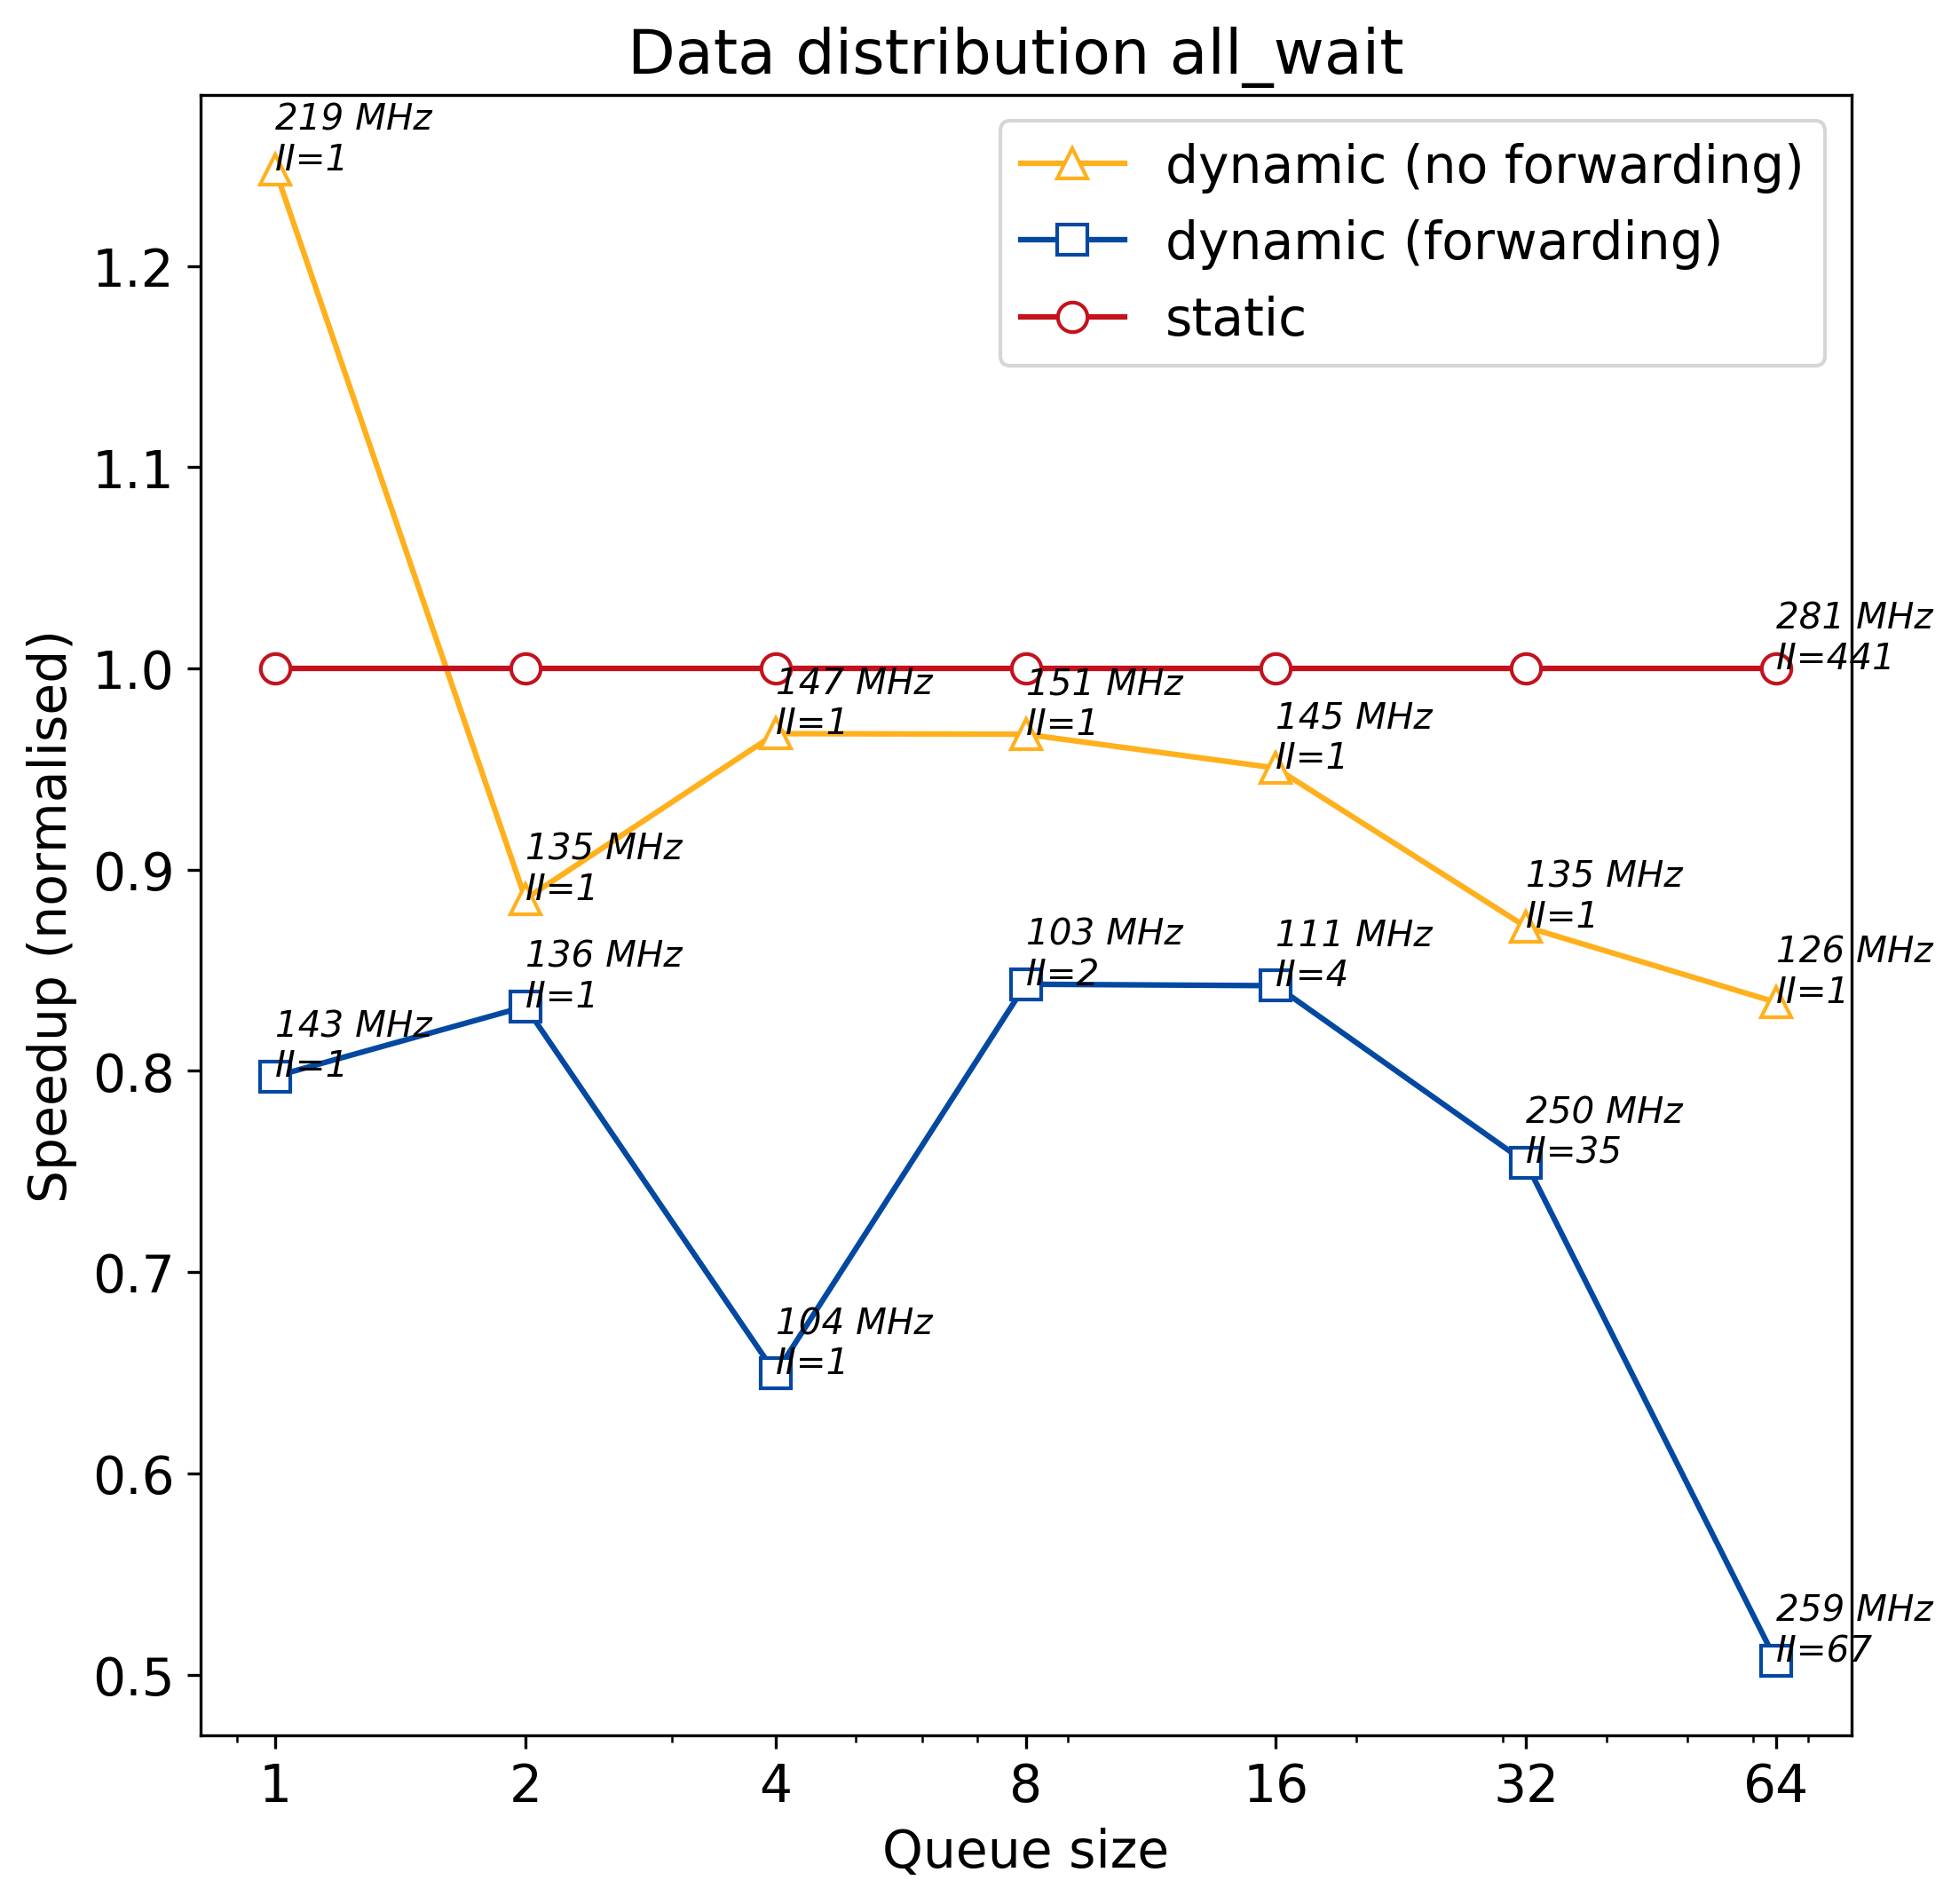 Data distribution all_wait
219 MHz
II=1
dynamic (no forwarding)
dynamic (forwarding)
static
1.2
1.1
1.0
0.9
0.8
0.7
0.6
0.5
Speedup (normalised)
281 MHz
II=441
147 MHz
II=1
151 MHz
II=1
145 MHz
II=1
135 MHz
II=1
135 MHz
II=1
126 MHz
II=1
143 MHz
II=1
136 MHz
II=1
104 MHz
II=1
103 MHz
II=2
111 MHz
II=4
250 MHz
II=35
259 MHz
II=67
1 2 4 8 16 32 64
Queue size